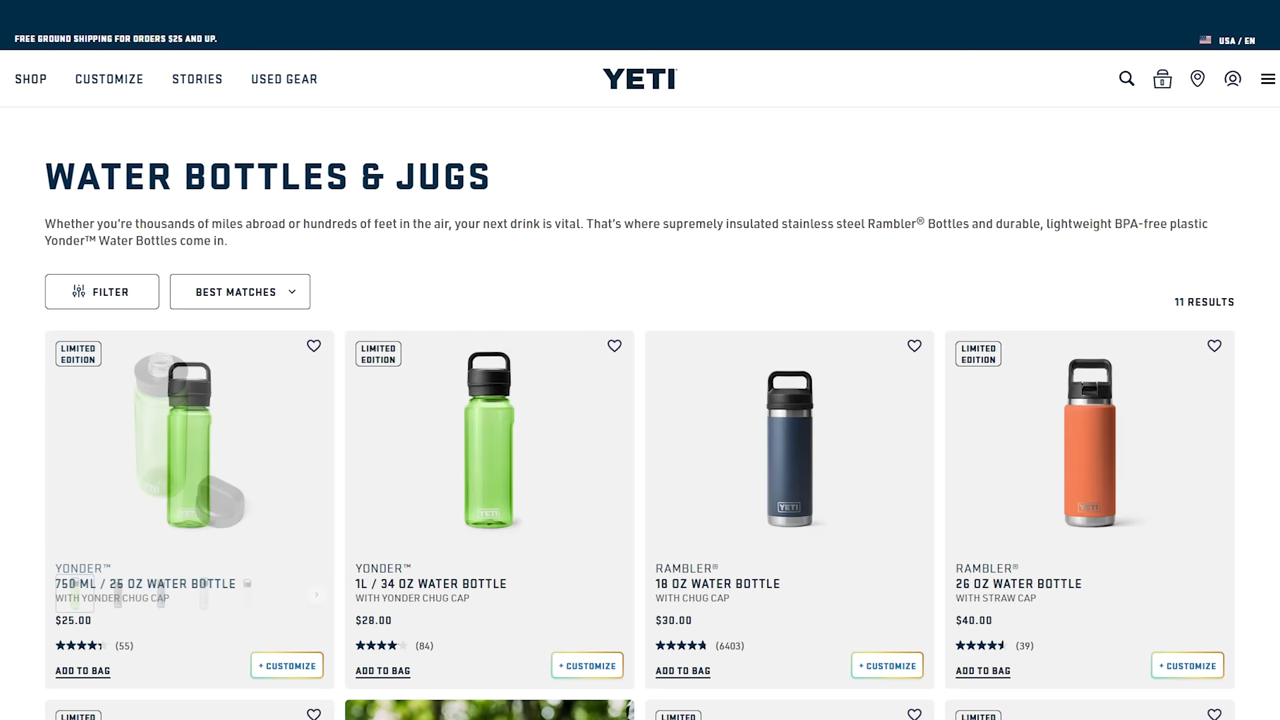 FREE GROUND SHIPPING FOR ORDERS $25 AND UP.
USA / EN
SHOP
CUSTOMIZE
STORIES
USED GEAR
YETI
0
WATER BOTTLES & JUGS
Whether you're thousands of miles abroad or hundreds of feet in the air, your next drink is vital. That's where supremely insulated stainless steel Rambler® Bottles and durable, lightweight BPA-free plastic
Yonder™ Water Bottles come in.
FILTER
BEST MATCHES
11 RESULTS
LIMITED
EDITION
YETI
YONDER™
750 ML / 25 OZ WATER BOTTLE
WITH YONDER CHUG CAP
$25.00
(55)
ADD TO BAG
+ CUSTOMIZE
LIMITED
EDITION
YETI
YONDER™
1L / 34 OZ WATER BOTTLE
WITH YONDER CHUG CAP
$28.00
(84)
ADD TO BAG
+ CUSTOMIZE
YETI
RAMBLER®
18 OZ WATER BOTTLE
WITH CHUG CAP
$30.00
(6403)
ADD TO BAG
+ CUSTOMIZE
LIMITED
EDITION
YETI
RAMBLER®
26 OZ WATER BOTTLE
WITH STRAW CAP
$40.00
(39)
ADD TO BAG
+ CUSTOMIZE
LIMITED
LIMITED
LIMITED